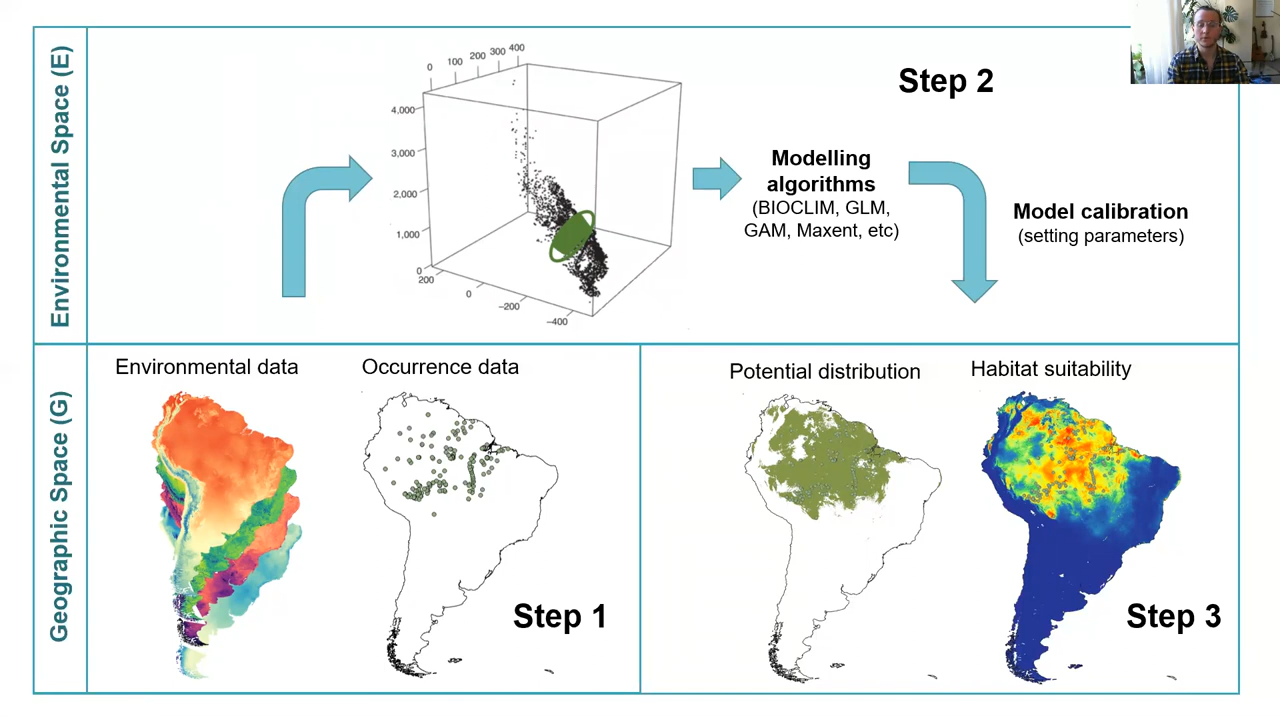 Environmental Space (E)
0 100 200 300 400
4,000
3,000
2,000
1,000
0
200
0
−200
−400
Step 2
Modelling
algorithms
(BIOCLIM, GLM,
GAM, Maxent, etc)
Model calibration
(setting parameters)
Geographic Space (G)
Environmental data
Occurrence data
Step 1
Potential distribution
Habitat suitability
Step 3